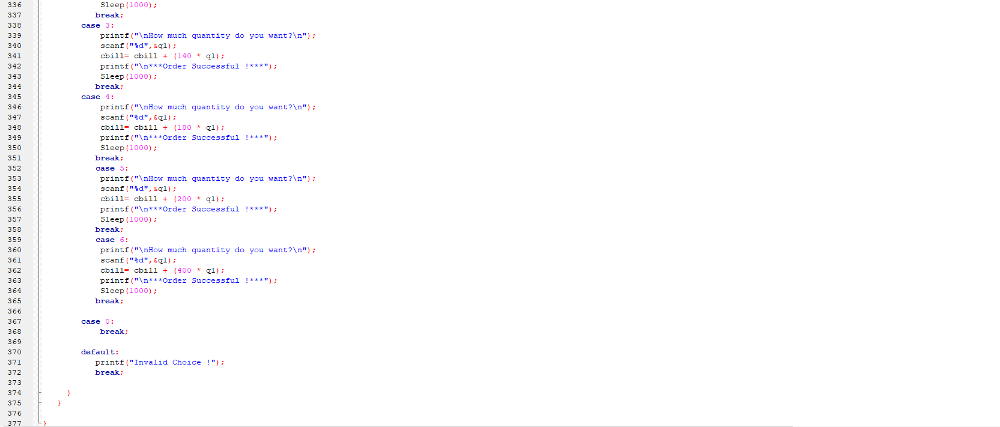 336 Sleep(1000);
337 break;
338 case 3:
339 printf("\nHow much quantity do you want?\n");
340 scanf("%d",&q1);
341 cbill= cbill + (140 * q1);
342 printf("\n***Order Successful !***");
343 Sleep(1000);
344 break;
345 case 4:
346 printf("\nHow much quantity do you want?\n");
347 scanf("%d",&q1);
348 cbill= cbill + (180 * q1);
349 printf("\n***Order Successful !***");
350 Sleep(1000);
351 break;
352 case 5:
353 printf("\nHow much quantity do you want?\n");
354 scanf("%d",&q1);
355 cbill= cbill + (200 * q1);
356 printf("\n***Order Successful !***");
357 Sleep(1000);
358 break;
359 case 6:
360 printf("\nHow much quantity do you want?\n");
361 scanf("%d",&q1);
362 cbill= cbill + (400 * q1);
363 printf("\n***Order Successful !***");
364 Sleep(1000);
365 break;
366
367 case 0:
368 break;
369
370 default:
371 printf("Invalid Choice !");
372 break;
373
374 }
375 }
376
377 }